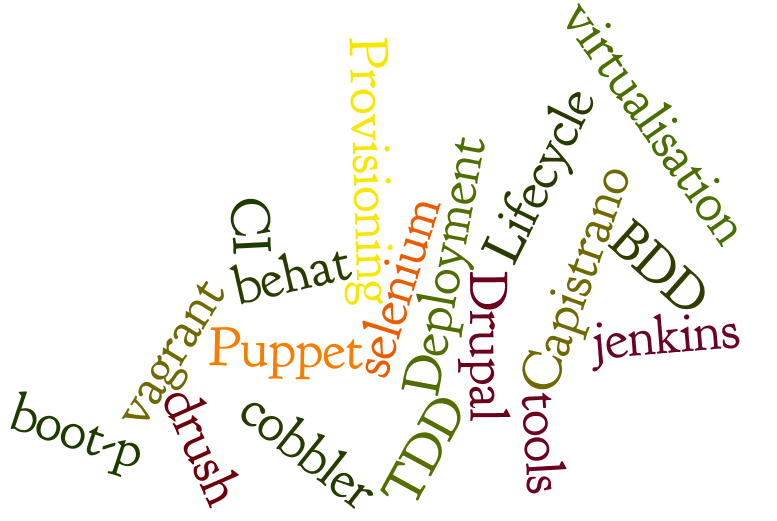 virtualisation
Provisioning
Lifecycle
Deployment
Capistrano
selenium
CI
behat
BDD
Drupal
vagrant
Puppet
jenkins
boot-p
drush
cobbler
TDD
tools